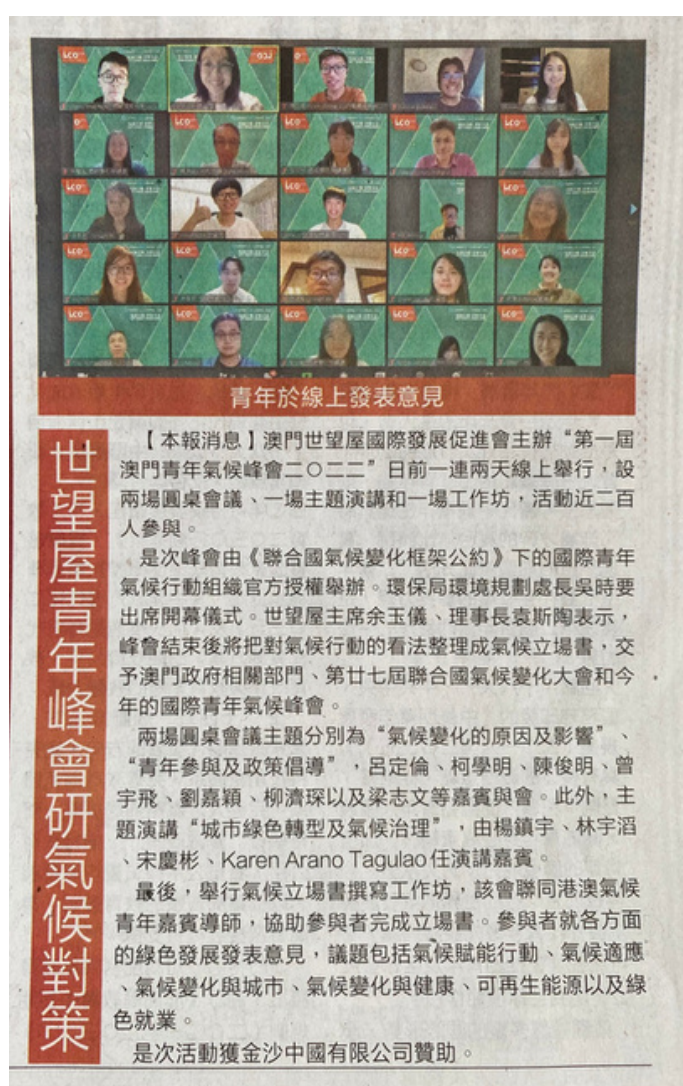 LCOY
青年於線上發表意見
世望屋青年峰會研氣候對策
【本報消息】澳門世望屋國際發展促進會主辦“第一屆
澳門青年氣候峰會二〇二二”日前一連兩天線上舉行，設
兩場圓桌會議、一場主題演講和一場工作坊，活動近二百
人參與。
是次峰會由《聯合國氣候變化框架公約》下的國際青年
氣候行動組織官方授權舉辦。環保局環境規劃處長吳時要
出席開幕儀式。世望屋主席余玉儀、理事長袁斯陶表示，
峰會結束後將把對氣候行動的看法整理成氣候立場書，交
予澳門政府相關部門、第廿七屆聯合國氣候變化大會和今
年的國際青年氣候峰會。
兩場圓桌會議主題分別為“氣候變化的原因及影響”、
“青年參與及政策倡導”，呂定倫、柯學明、陳俊明、曾
宇飛、劉嘉穎、柳濟琛以及梁志文等嘉賓與會。此外，主
題演講“城市綠色轉型及氣候治理”，由楊鎮宇、林宇滔
、宋慶彬、Karen Arano Tagulao任演講嘉賓。
最後，舉行氣候立場書撰寫工作坊，該會聯同港澳氣候
青年嘉賓導師，協助參與者完成立場書。參與者就各方面
的綠色發展發表意見，議題包括氣候賦能行動、氣候適應
、氣候變化與城市、氣候變化與健康、可再生能源以及綠
色就業。
是次活動獲金沙中國有限公司贊助。